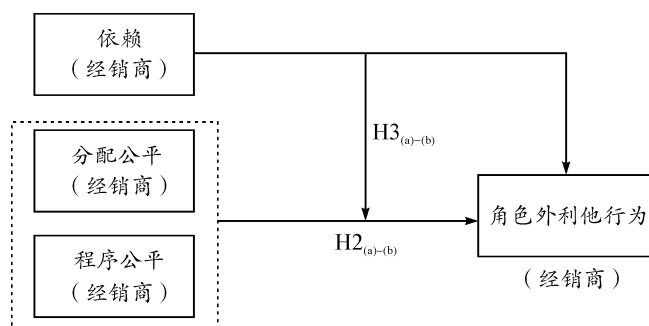 依赖
（经销商）
H3(a)-(b)
分配公平
（经销商）
角色外利他行为
程序公平
（经销商）
H2(a)-(b)
（经销商）